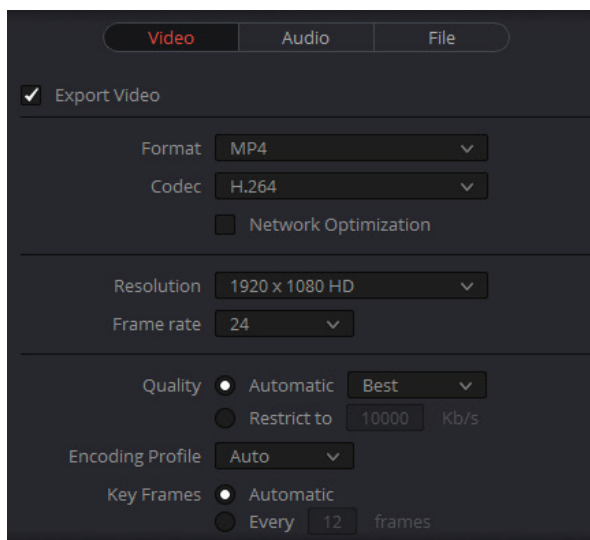 Video Audio File
Export Video
Format MP4
Codec H.264
Network Optimization
Resolution 1920 x 1080 HD
Frame rate 24
Quality Automatic Best
Restrict to 10000 Kb/s
Encoding Profile Auto
Key Frames Automatic
Every 12 frames